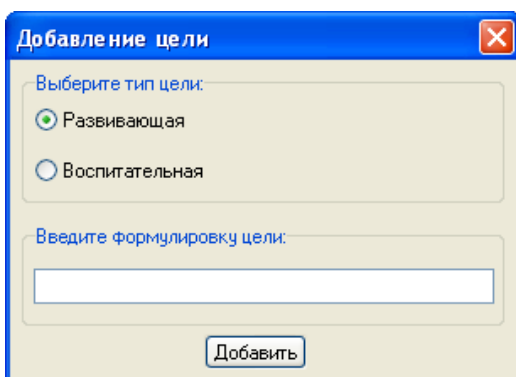 Добавление цели
Выберите тип цели:
Развивающая
Воспитательная
Введите формулировку цели:
Добавить